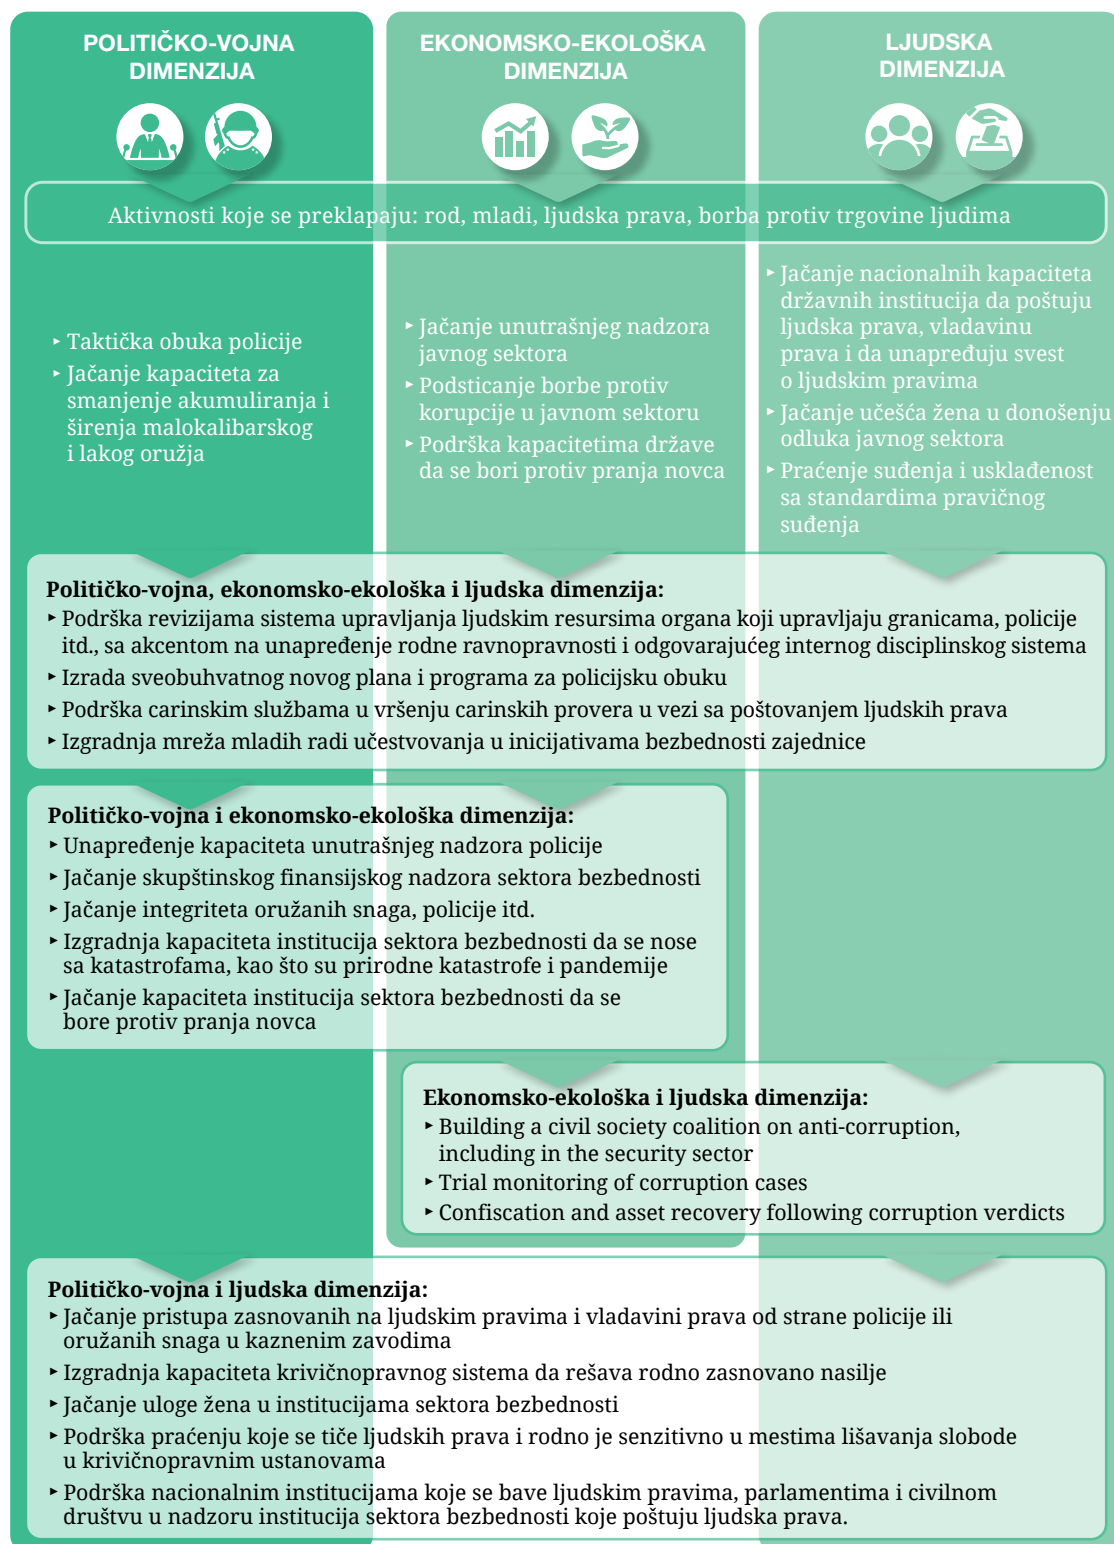 POLITIČKO-VOJNA
DIMENZIJA
EKONOMSKO-EKOLOŠKA
DIMENZIJA
LJUDSKA
DIMENZIJA
Aktivnosti koje se preklapaju: rod, mladi, ljudska prava, borba protiv trgovine ljudima
▸ Taktička obuka policije
▸ Jačanje kapaciteta za
smanjenje akumuliranja i
širenja malokalibarskog
i lakog oružja
▸ Jačanje unutrašnjeg nadzora
javnog sektora
▸ Podsticanje borbe protiv
korupcije u javnom sektoru
▸ Podrška kapacitetima države
da se bori protiv pranja novca
▸ Jačanje nacionalnih kapaciteta
državnih institucija da poštuju
ljudska prava, vladavinu
prava i da unapređuju svest
o ljudskim pravima
▸ Jačanje učešća žena u donošenju
odluka javnog sektora
▸ Praćenje suđenja i usklađenost
sa standardima pravičnog
suđenja
Političko-vojna, ekonomsko-ekološka i ljudska dimenzija:
▸ Podrška revizijama sistema upravljanja ljudskim resursima organa koji upravljaju granicama, policije
itd., sa akcentom na unapređenje rodne ravnopravnosti i odgovarajućeg internog disciplinskog sistema
▸ Izrada sveobuhvatnog novog plana i programa za policijsku obuku
▸ Podrška carinskim službama u vršenju carinskih provera u vezi sa poštovanjem ljudskih prava
▸ Izgradnja mreža mladih radi učestvovanja u inicijativama bezbednosti zajednice
Političko-vojna i ekonomsko-ekološka dimenzija:
▸ Unapređenje kapaciteta unutrašnjeg nadzora policije
▸ Jačanje skupštinskog finansijskog nadzora sektora bezbednosti
▸ Jačanje integriteta oružanih snaga, policije itd.
▸ Izgradnja kapaciteta institucija sektora bezbednosti da se nose
sa katastrofama, kao što su prirodne katastrofe i pandemije
▸ Jačanje kapaciteta institucija sektora bezbednosti da se
bore protiv pranja novca
Ekonomsko-ekološka i ljudska dimenzija:
▸ Building a civil society coalition on anti-corruption,
including in the security sector
▸ Trial monitoring of corruption cases
▸ Confiscation and asset recovery following corruption verdicts
Političko-vojna i ljudska dimenzija:
▸ Jačanje pristupa zasnovanih na ljudskim pravima i vladavini prava od strane policije ili
oružanih snaga u kaznenim zavodima
▸ Izgradnja kapaciteta krivičnopravnog sistema da rešava rodno zasnovano nasilje
▸ Jačanje uloge žena u institucijama sektora bezbednosti
▸ Podrška praćenju koje se tiče ljudskih prava i rodno je senzitivno u mestima lišavanja slobode
u krivičnopravnim ustanovama
▸ Podrška nacionalnim institucijama koje se bave ljudskim pravima, parlamentima i civilnom
društvu u nadzoru institucija sektora bezbednosti koje poštuju ljudska prava.